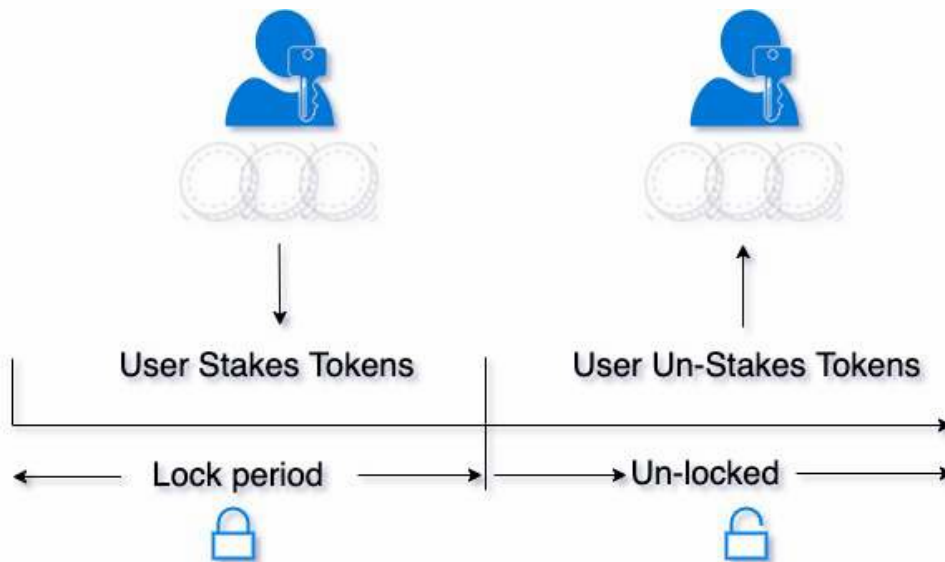 User Stakes Tokens
User Un-Stakes Tokens
Lock period
Un-locked